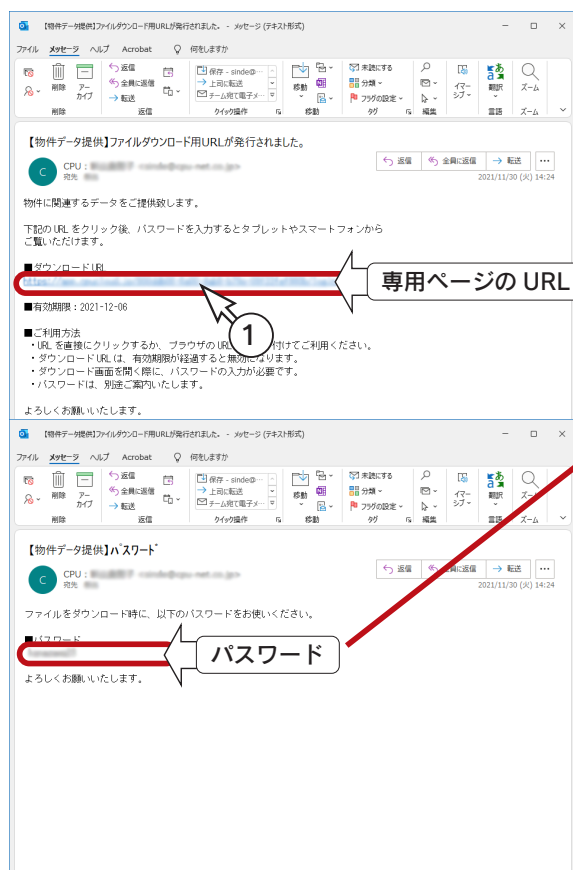 【物件データ提供】ファイルダウンロード用URLが発行されました。 - メッセージ (テキスト形式)
ファイル メッセージ ヘルプ Acrobat 何をしますか
削除 アーカイブ 返信 全員に返信 転送 保存 - sinde@… 上司に転送 チーム宛て電子メ… 移動 未読にする 分類 フラグの設定 イマーシブ 翻訳 ズーム
削除 返信 クイック操作 移動 タグ 編集 言語 ズーム
【物件データ提供】ファイルダウンロード用URLが発行されました。
C CPU :
宛先
返信 全員に返信 転送 …
2021/11/30 (火) 14:24
物件に関連するデータをご提供致します。
下記の URL をクリック後、パスワードを入力するとタブレットやスマートフォンから
ご覧いただけます。
■ダウンロード URL
専用ページの URL
1
■有効期限:2021-12-06
■ご利用方法
・URL を直接にクリックするか、ブラウザの URL 付けてご利用ください。
・ダウンロード URL は、有効期限が経過すると無効になります。
・ダウンロード画面を開く際に、パスワードの入力が必要です。
・パスワードは、別途ご案内いたします。
よろしくお願いいたします。
【物件データ提供】ファイルダウンロード用URLが発行されました。 - メッセージ (テキスト形式)
ファイル メッセージ ヘルプ Acrobat 何をしますか
削除 アーカイブ 返信 全員に返信 転送 保存 - sinde@… 上司に転送 チーム宛て電子メ… 移動 未読にする 分類 フラグの設定 イマーシブ 翻訳 ズーム
削除 返信 クイック操作 移動 タグ 編集 言語 ズーム
【物件データ提供】パスワード
C CPU :
宛先
返信 全員に返信 転送 …
2021/11/30 (火) 14:24
ファイルをダウンロード時に、以下のパスワードをお使いください。
■パスワード
パスワード
よろしくお願いいたします。